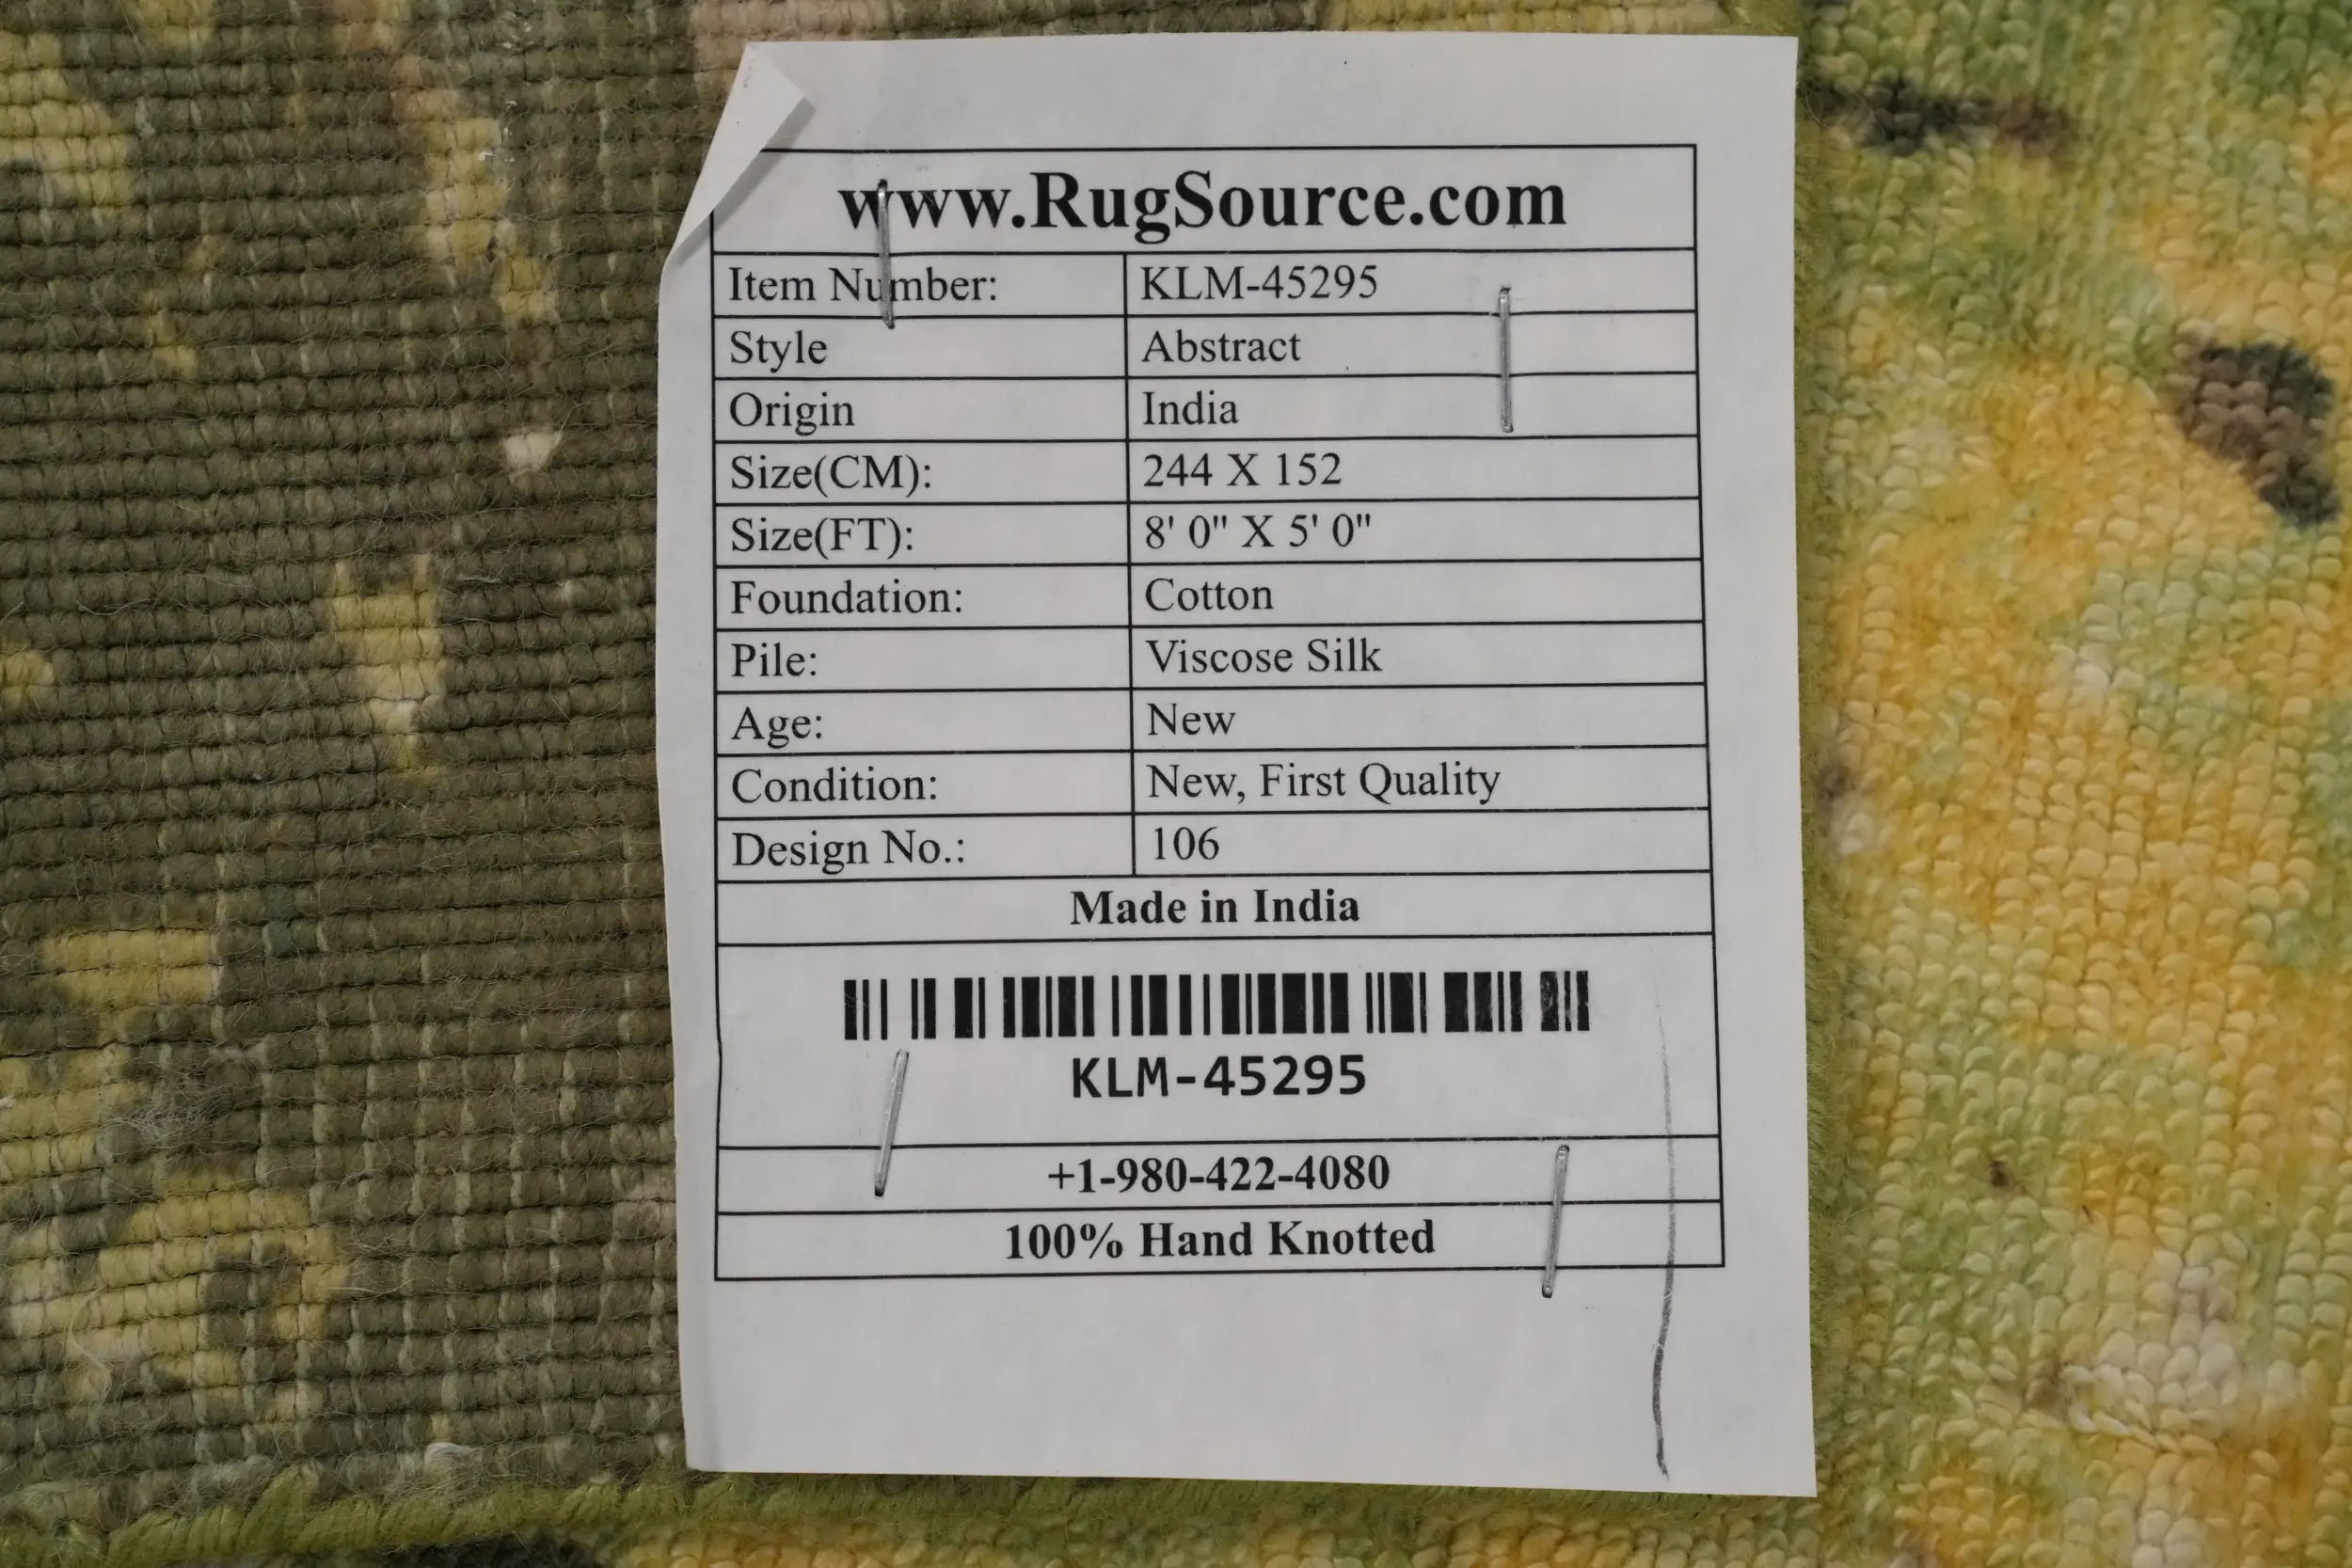 www.RugSource.com
Item Number: KLM-45295
Style Abstract
Origin India
Size(CM): 244 X 152
Size(FT): 8' 0" X 5' 0"
Foundation: Cotton
Pile: Viscose Silk
Age: New
Condition: New, First Quality
Design No.: 106
Made in India
KLM-45295
+1-980-422-4080
100% Hand Knotted